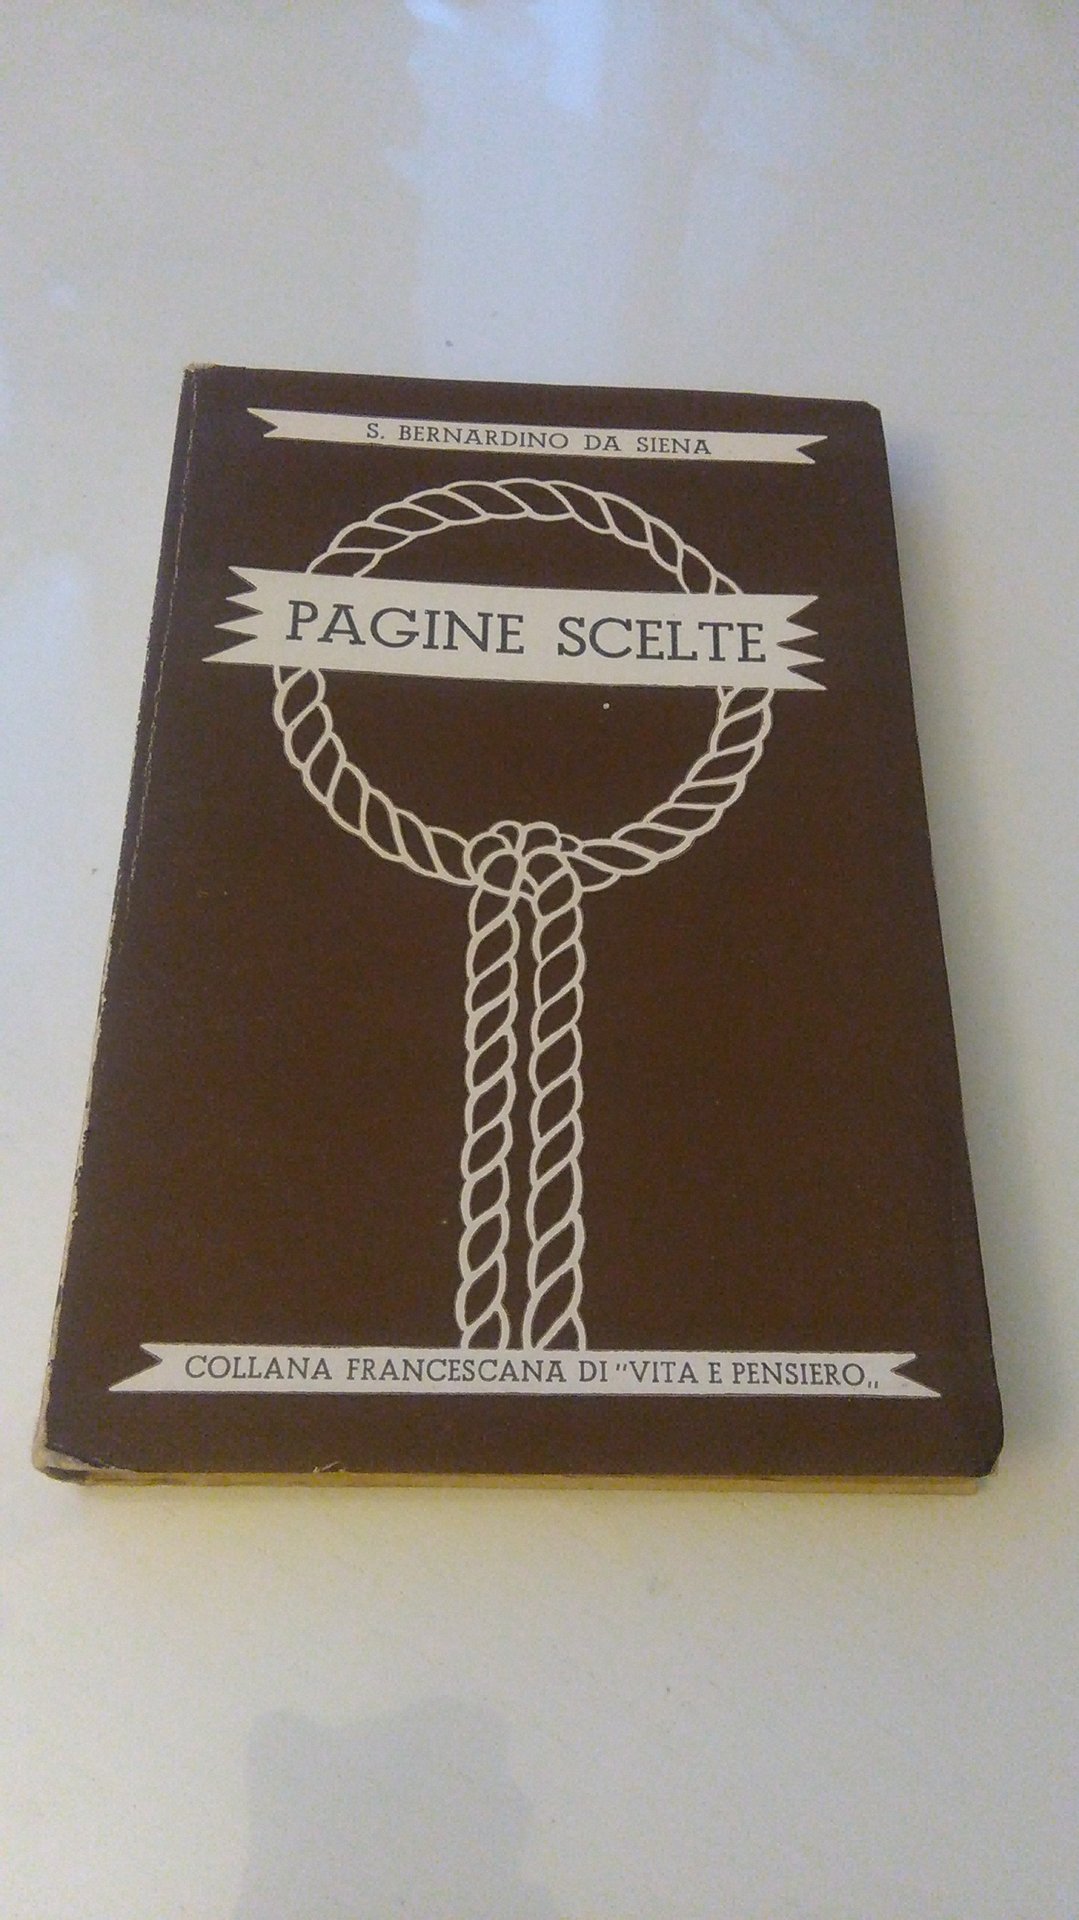 S. BERNARDINO DA SIENA
PAGINE SCELTE
COLLANA FRANCESCANA DI "VITA E PENSIERO„